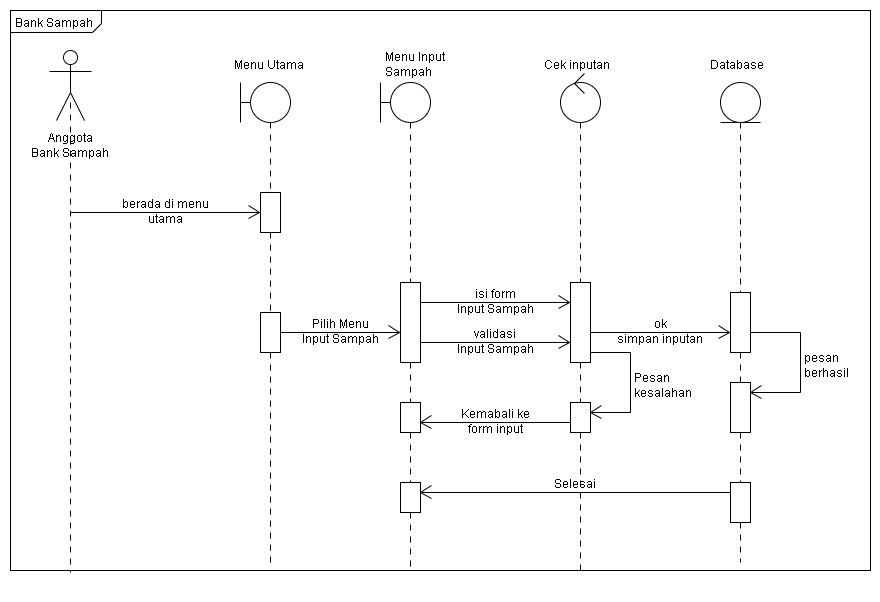 Bank Sampah
Menu Utama
Menu Input
Sampah
Cek inputan
Database
Anggota
Bank Sampah
berada di menu
utama
Pilih Menu
Input Sampah
isi form
Input Sampah
validasi
Input Sampah
ok
simpan inputan
pesan
berhasil
Pesan
kesalahan
Kemabali ke
form input
Selesai